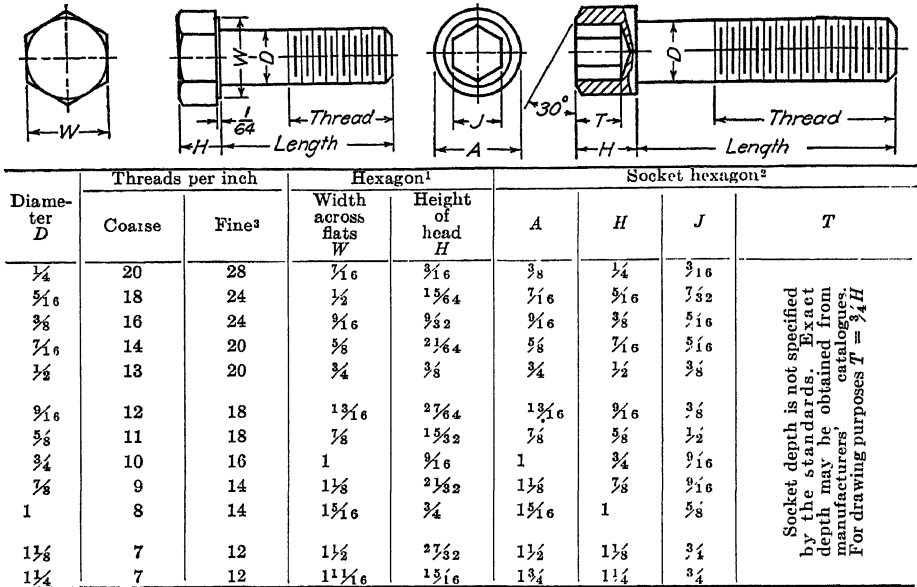 W
H
W
D
1/64
Thread
Length
J
A
30°
T
H
D
Thread
Length
Diameter D | Threads per inch | Hexagon¹ | Socket hexagon²
Coarse | Fine³ | Width across flats W | Height of head H | A | H | J | T
1/4 | 20 | 28 | 7/16 | 3/16 | 3/8 | 1/4 | 3/16
5/16 | 18 | 24 | 1/2 | 15/64 | 7/16 | 5/16 | 7/32
3/8 | 16 | 24 | 9/16 | 9/32 | 9/16 | 3/8 | 5/16
7/16 | 14 | 20 | 5/8 | 21/64 | 5/8 | 7/16 | 5/16
1/2 | 13 | 20 | 3/4 | 3/8 | 3/4 | 1/2 | 3/8
9/16 | 12 | 18 | 13/16 | 27/64 | 13/16 | 9/16 | 3/8
5/8 | 11 | 18 | 7/8 | 15/32 | 7/8 | 5/8 | 1/2
3/4 | 10 | 16 | 1 | 9/16 | 1 | 3/4 | 9/16
7/8 | 9 | 14 | 1 1/8 | 21/32 | 1 1/8 | 7/8 | 9/16
1 | 8 | 14 | 1 5/16 | 3/4 | 1 5/16 | 1 | 5/8
1 1/8 | 7 | 12 | 1 1/2 | 27/32 | 1 1/2 | 1 1/8 | 3/4
1 1/4 | 7 | 12 | 1 11/16 | 15/16 | 1 3/4 | 1 1/4 | 3/4
Socket depth is not specified
by the standards. Exact
depth may be obtained from
manufacturers' catalogues.
For drawing purposes T = 3/4 H